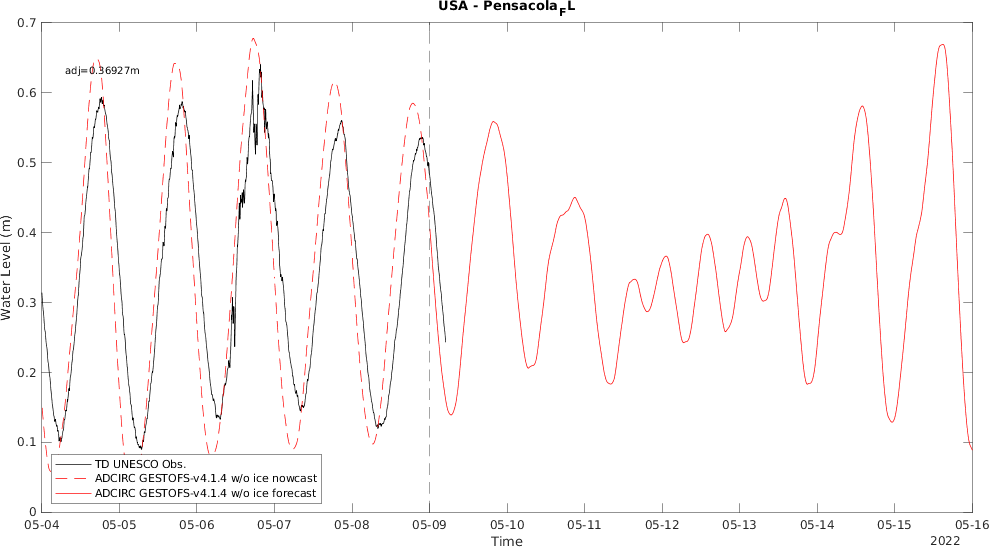 USA - Pensacola_FL
adj=0.36927m
0.7
0.6
0.5
0.4
0.3
0.2
0.1
0
Water Level (m)
TD UNESCO Obs.
ADCIRC GESTOFS-v4.1.4 w/o ice nowcast
ADCIRC GESTOFS-v4.1.4 w/o ice forecast
05-04 05-05 05-06 05-07 05-08 05-09 05-10 05-11 05-12 05-13 05-14 05-15 05-16
Time
2022